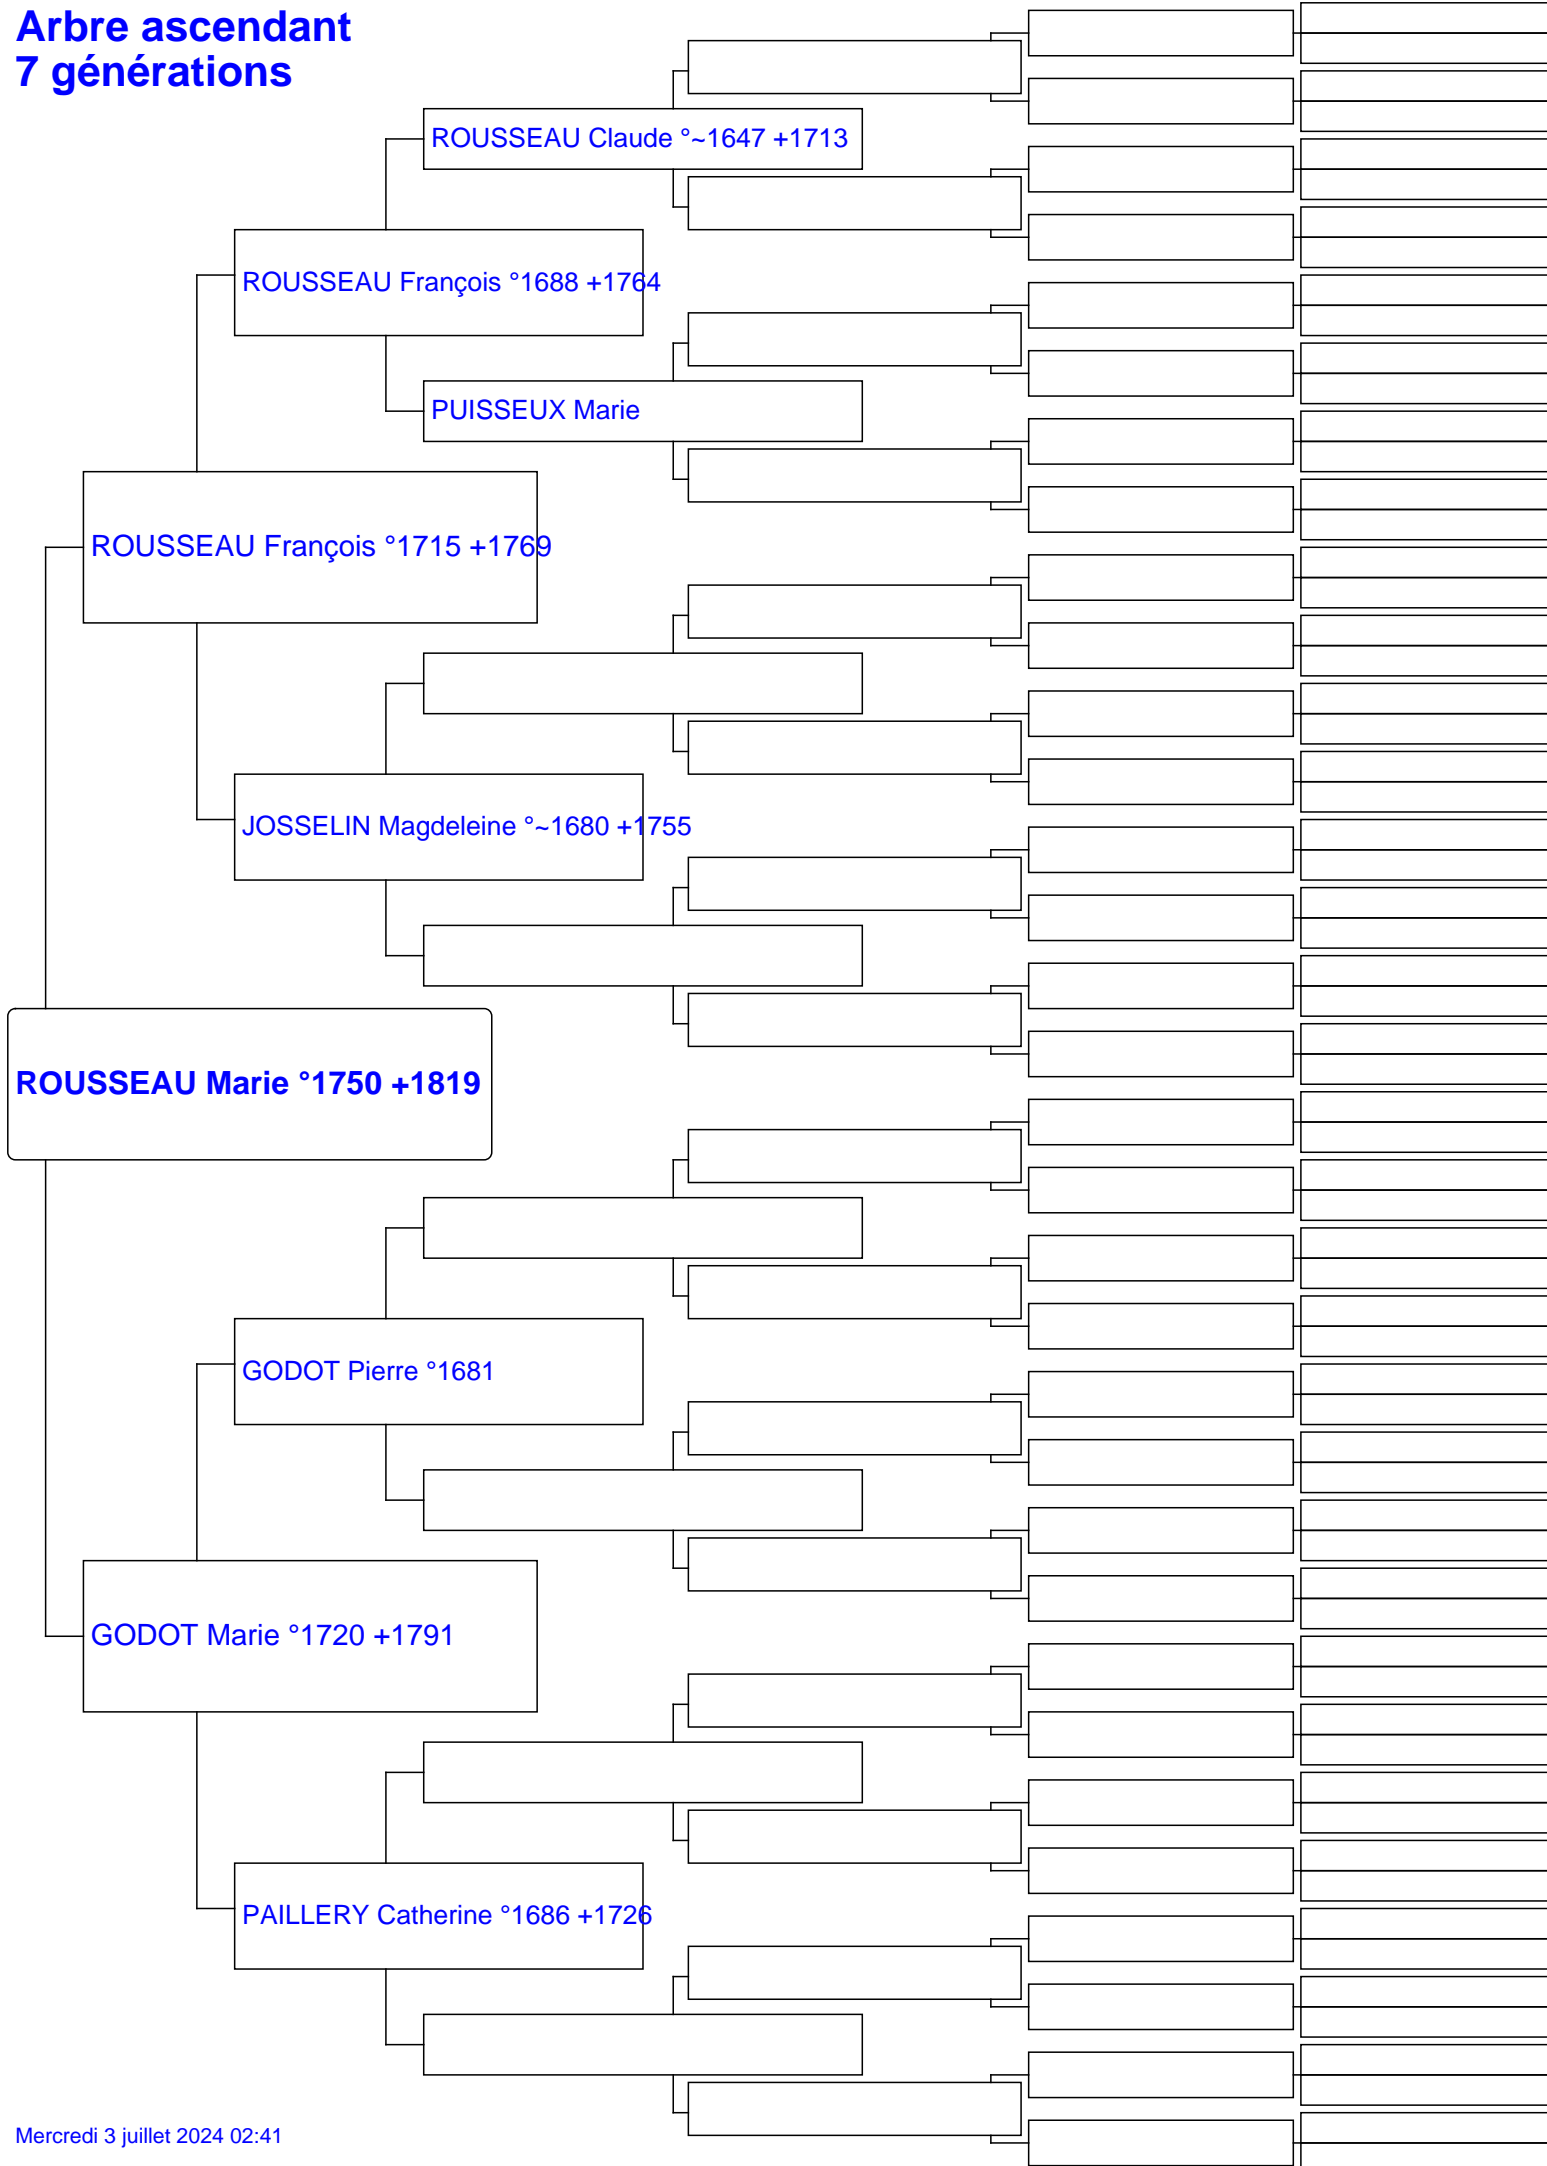 Arbre ascendant
7 générations
ROUSSEAU Claude °~1647 +1713
ROUSSEAU François °1688 +1764
PUISSEUX Marie
ROUSSEAU François °1715 +1769
JOSSELIN Magdeleine °~1680 +1755
ROUSSEAU Marie °1750 +1819
GODOT Pierre °1681
GODOT Marie °1720 +1791
PAILLERY Catherine °1686 +1726
Mercredi 3 juillet 2024 02:41